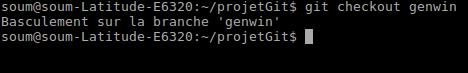 soum@soum-Latitude-E6320:~/projetGit$ git checkout genwin
Basculement sur la branche 'genwin'
soum@soum-Latitude-E6320:~/projetGit$